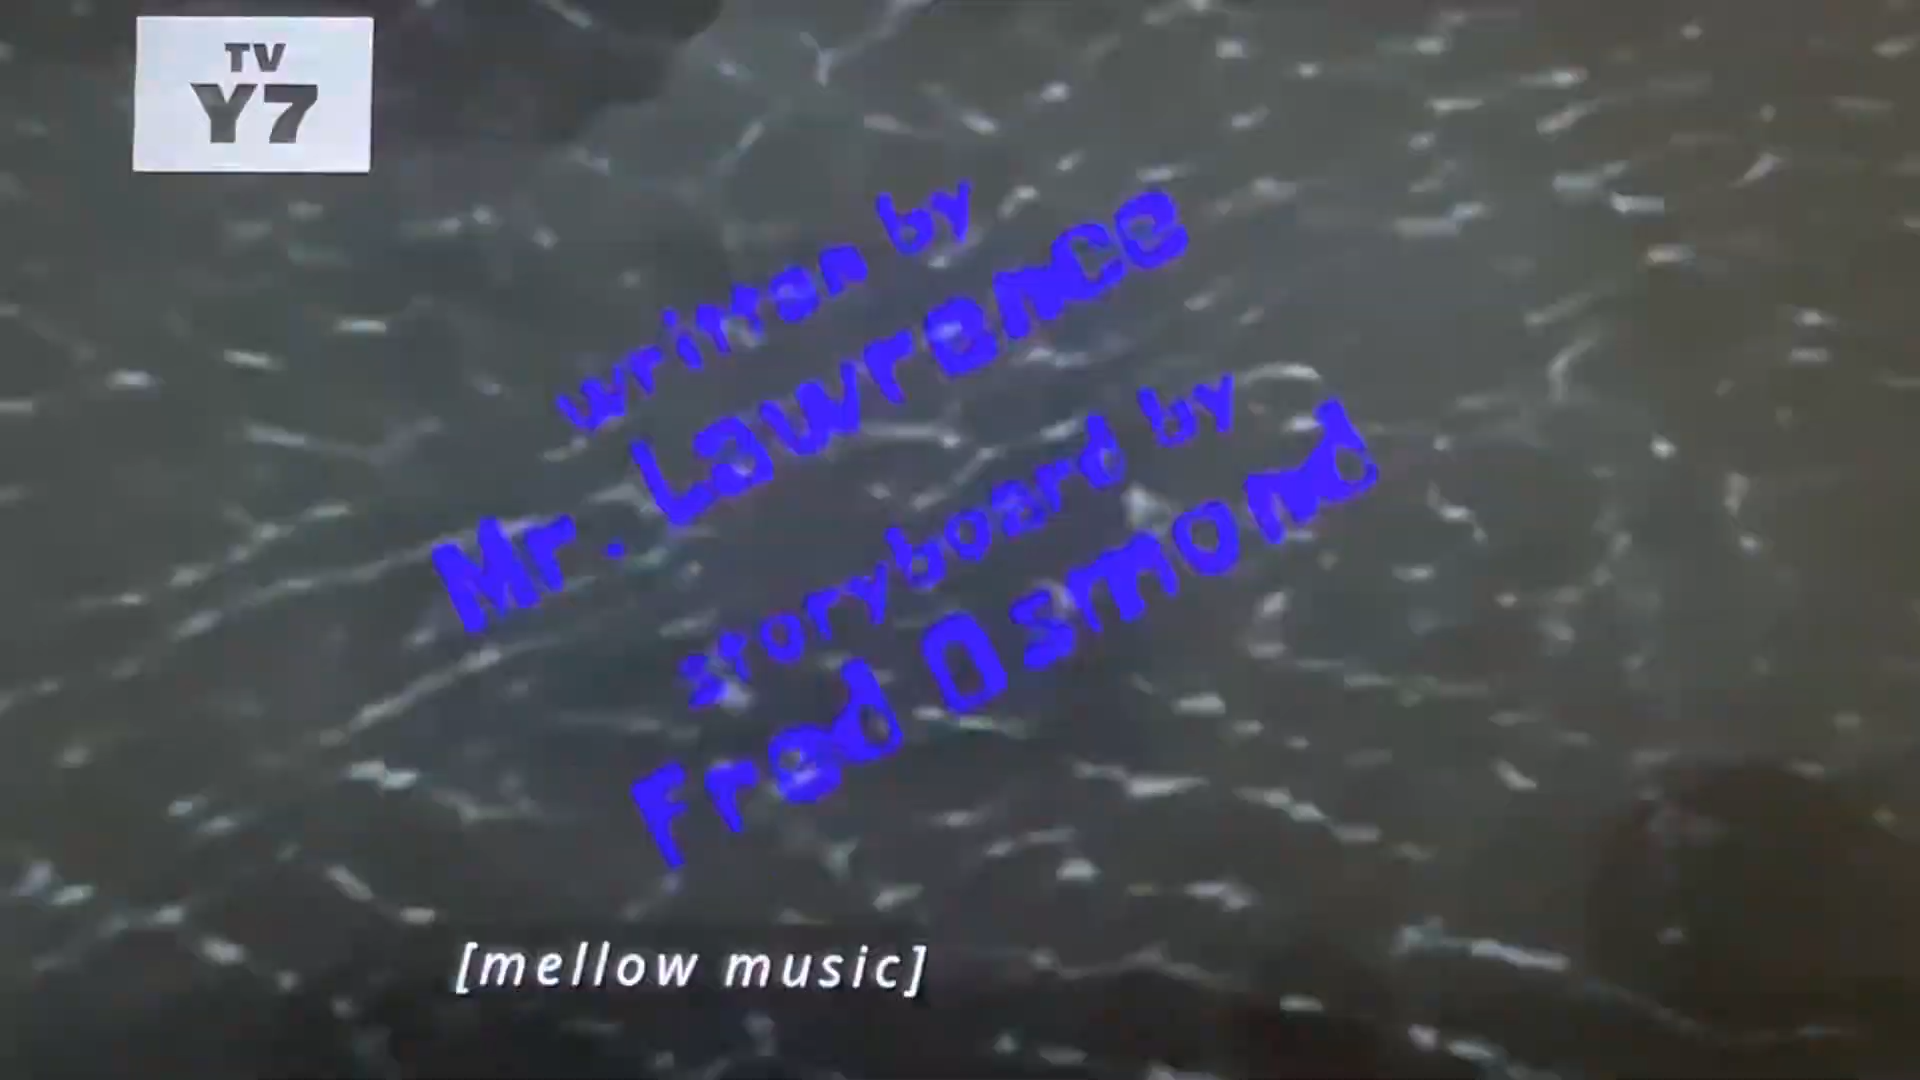 TV
Y7
written by
Mr. Lawrence
storyboard by
Fred Osmond
[mellow music]